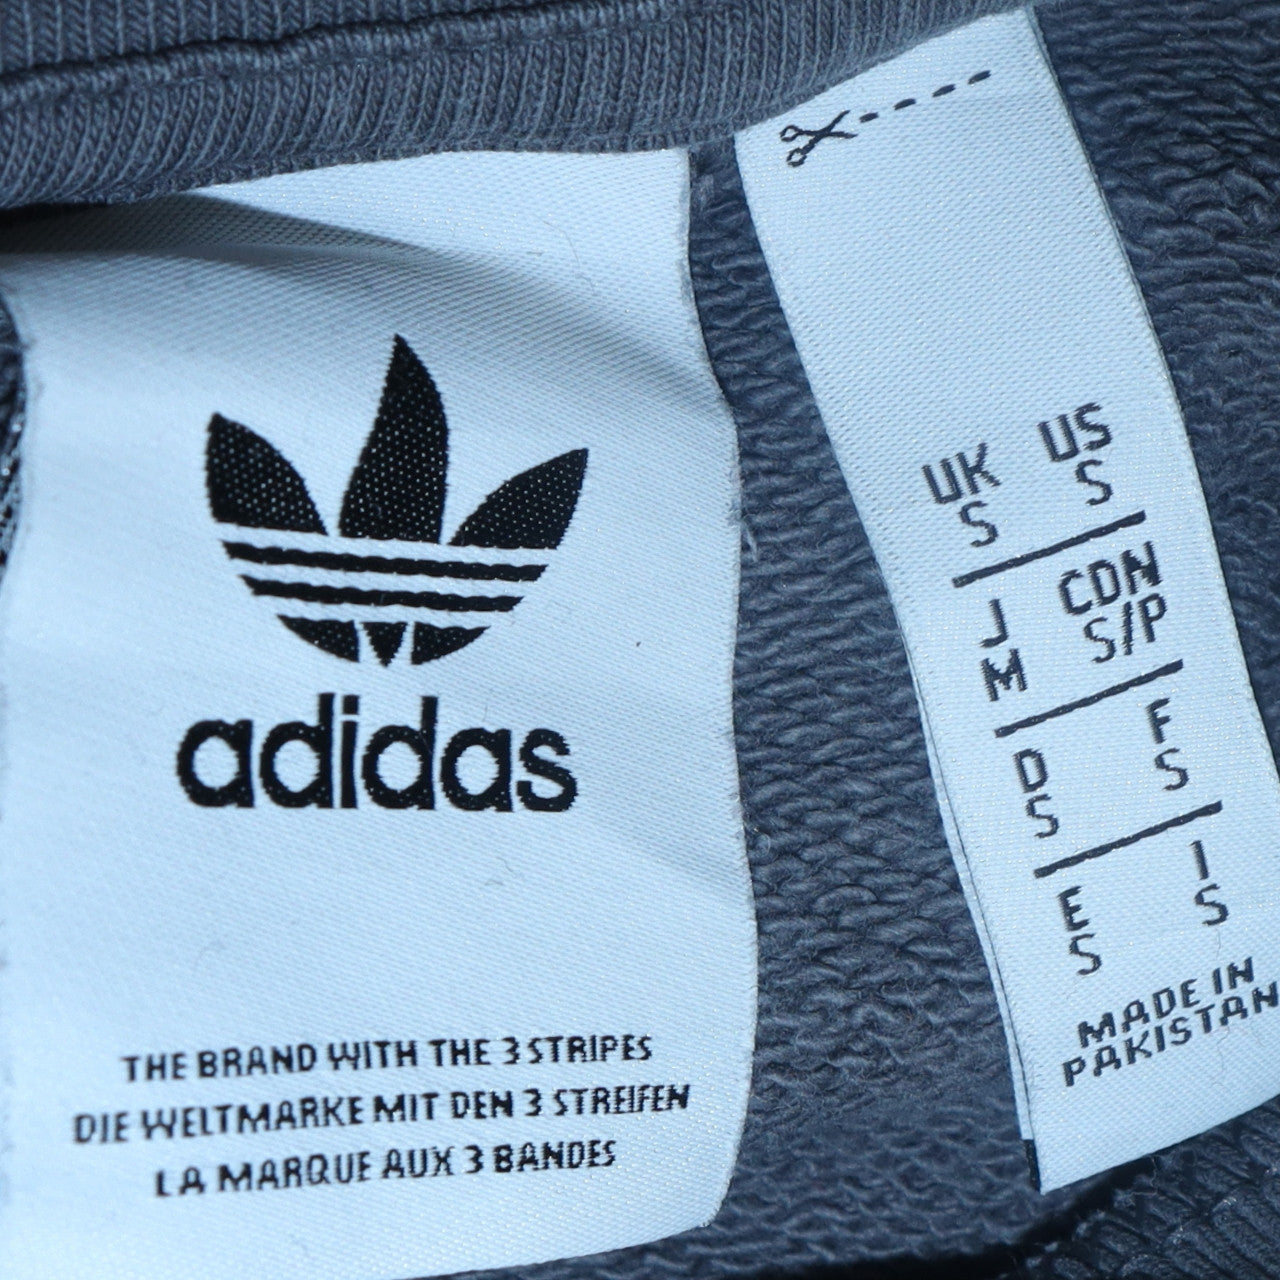 adidas
THE BRAND WITH THE 3 STRIPES
DIE WELTMARKE MIT DEN 3 STREIFEN
LA MARQUE AUX 3 BANDES
UK US
S S
J CDN
M S/P
D F
S S
E I
S S
MADE IN
PAKISTAN